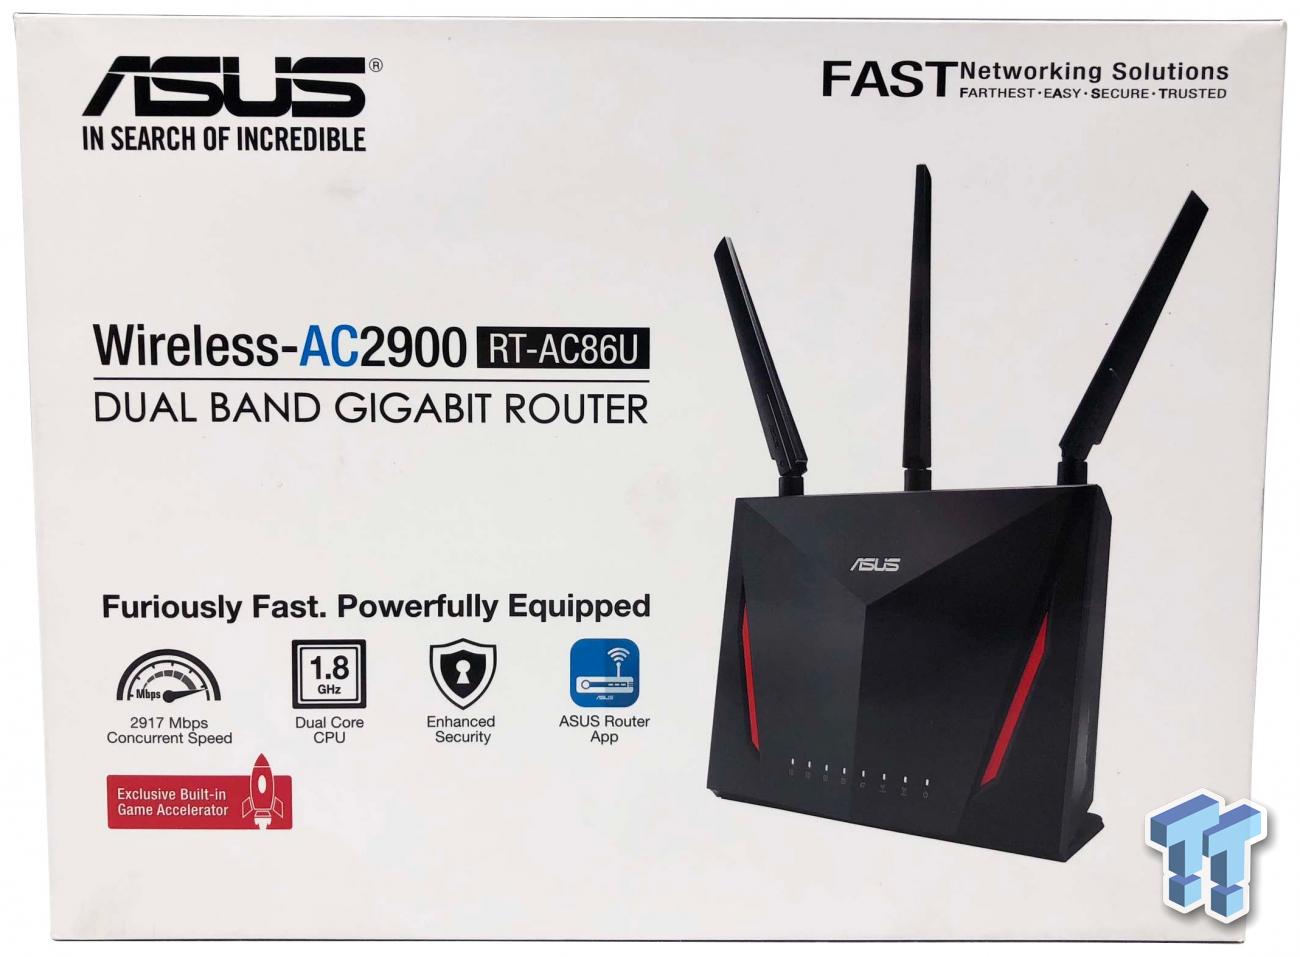 ASUS®
IN SEARCH OF INCREDIBLE
FAST Networking Solutions
FARTHEST·EASY·SECURE·TRUSTED
Wireless-AC2900 RT-AC86U
DUAL BAND GIGABIT ROUTER
ASUS
Furiously Fast. Powerfully Equipped
Mbps
2917 Mbps
Concurrent Speed
1.8
GHz
Dual Core
CPU
Enhanced
Security
ASUS
ASUS Router
App
Exclusive Built-in
Game Accelerator
TT